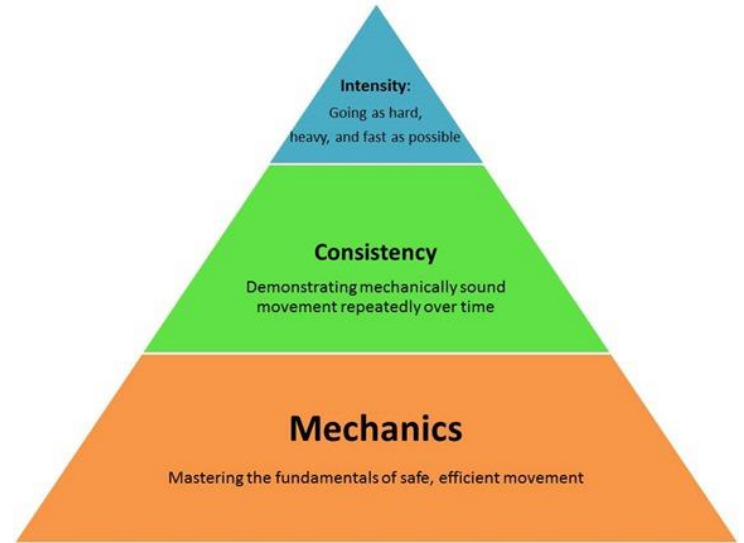 Intensity:
Going as hard,
heavy, and fast as possible
Consistency
Demonstrating mechanically sound
movement repeatedly over time
Mechanics
Mastering the fundamentals of safe, efficient movement